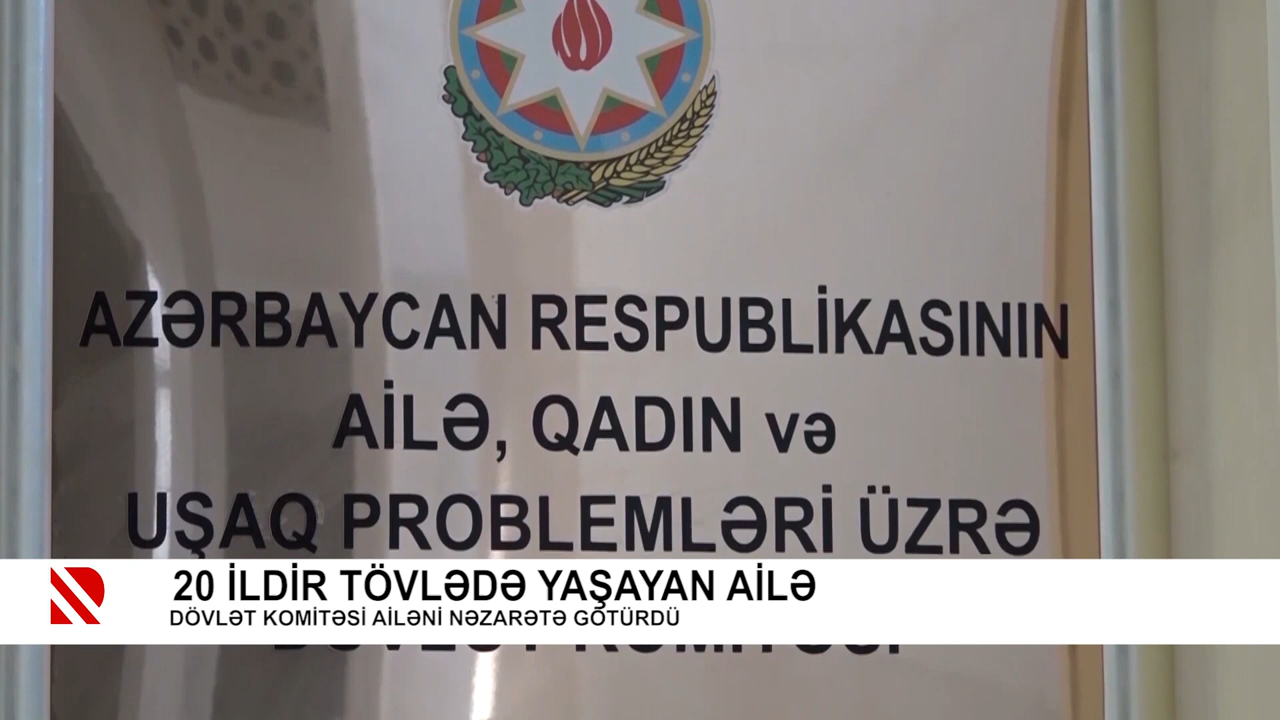 AZƏRBAYCAN RESPUBLİKASININ
AİLƏ, QADIN və
UŞAQ PROBLEMLƏRİ ÜZRƏ
20 İLDİR TÖVLƏDƏ YAŞAYAN AİLƏ
DÖVLƏT KOMİTƏSİ AİLƏNİ NƏZARƏTƏ GÖTÜRDÜ